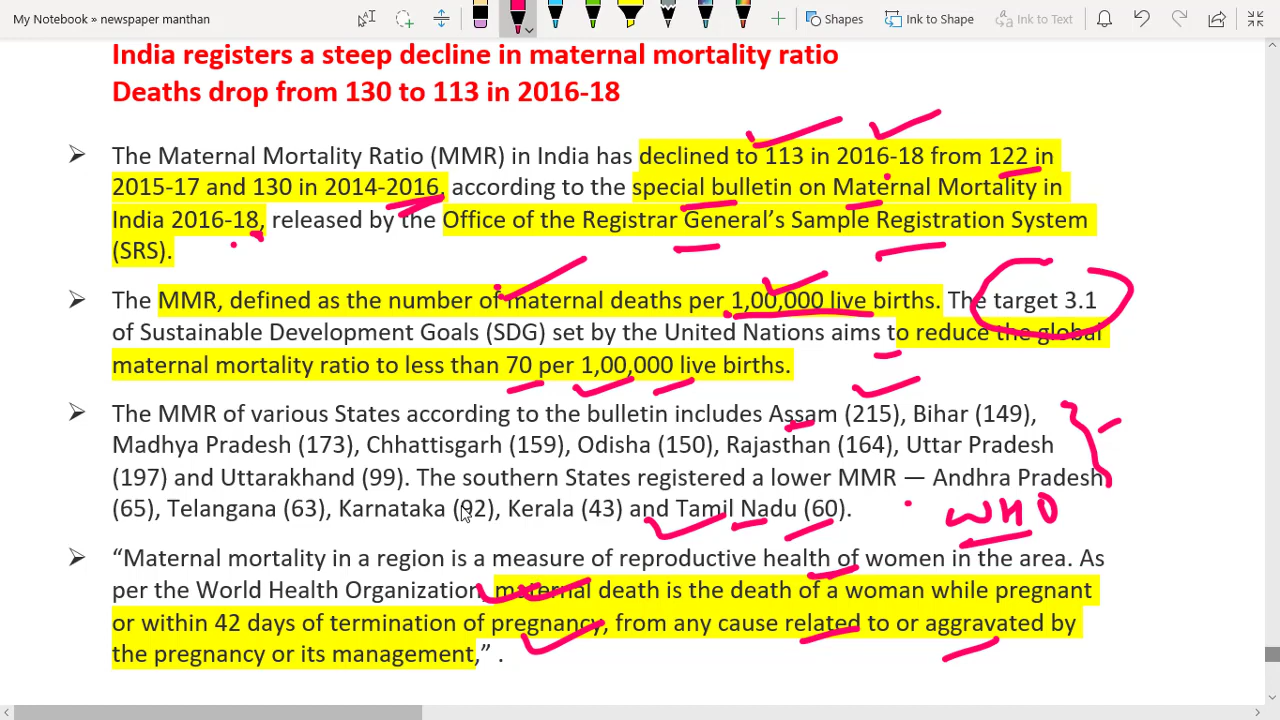 My Notebook » newspaper manthan
Shapes
Ink to Shape
Ink to Text
India registers a steep decline in maternal mortality ratio
Deaths drop from 130 to 113 in 2016-18
➢ The Maternal Mortality Ratio (MMR) in India has declined to 113 in 2016-18 from 122 in
2015-17 and 130 in 2014-2016, according to the special bulletin on Maternal Mortality in
India 2016-18, released by the Office of the Registrar General’s Sample Registration System
(SRS).
➢ The MMR, defined as the number of maternal deaths per 1,00,000 live births. The target 3.1
of Sustainable Development Goals (SDG) set by the United Nations aims to reduce the global
maternal mortality ratio to less than 70 per 1,00,000 live births.
➢ The MMR of various States according to the bulletin includes Assam (215), Bihar (149),
Madhya Pradesh (173), Chhattisgarh (159), Odisha (150), Rajasthan (164), Uttar Pradesh
(197) and Uttarakhand (99). The southern States registered a lower MMR — Andhra Pradesh
(65), Telangana (63), Karnataka (92), Kerala (43) and Tamil Nadu (60).
WHO
➢ “Maternal mortality in a region is a measure of reproductive health of women in the area. As
per the World Health Organization, maternal death is the death of a woman while pregnant
or within 42 days of termination of pregnancy, from any cause related to or aggravated by
the pregnancy or its management,” .